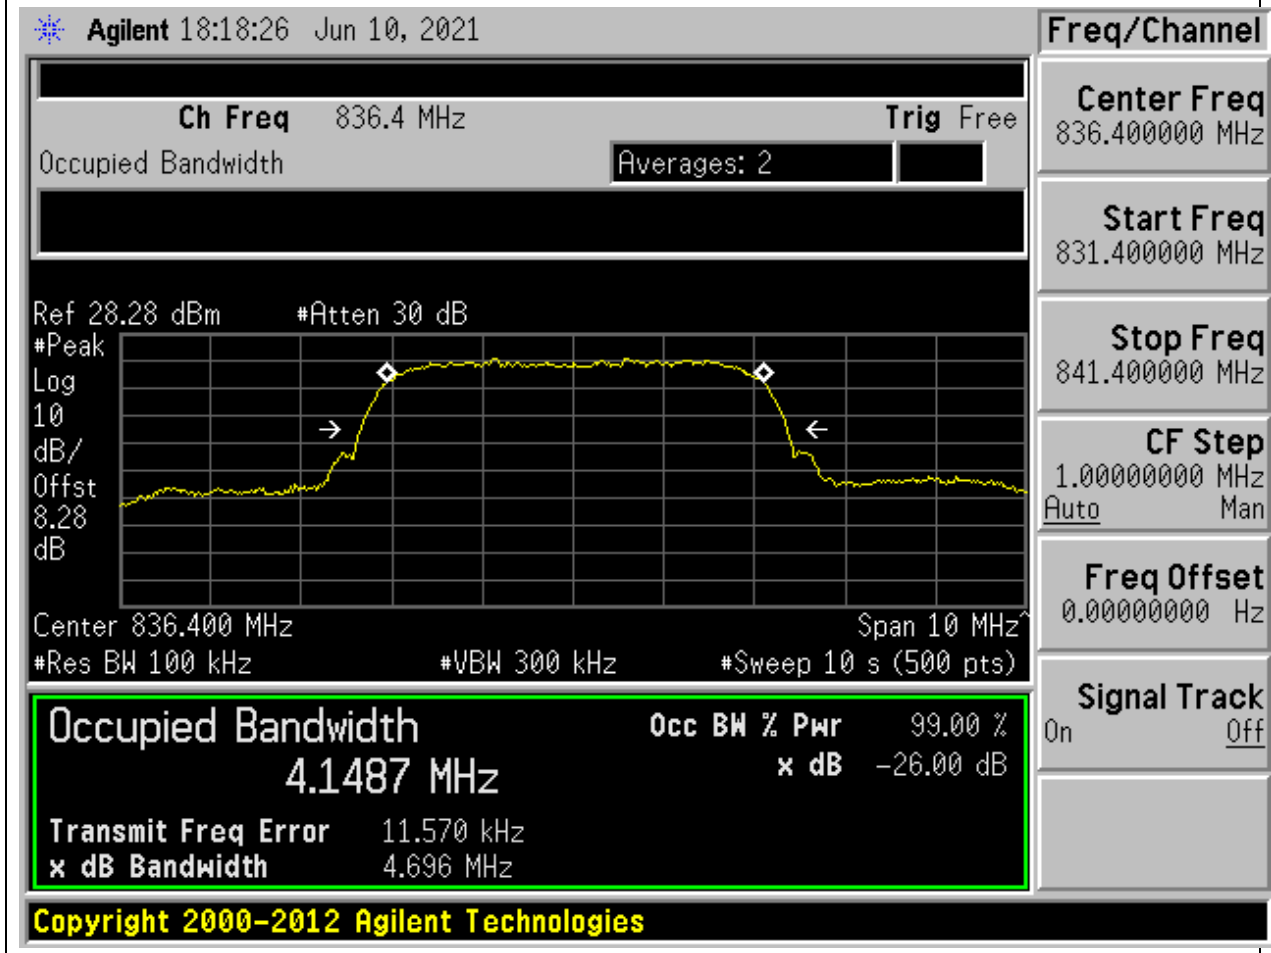 Agilent 18:18:26 Jun 10, 2021
Freq/Channel
Ch Freq 836.4 MHz Trig Free
Occupied Bandwidth Averages: 2
Ref 28.28 dBm #Atten 30 dB
#Peak
Log
10
dB/
Offst
8.28
dB
Center 836.400 MHz Span 10 MHz^
#Res BW 100 kHz #VBW 300 kHz #Sweep 10 s (500 pts)
Occupied Bandwidth Occ BW % Pwr 99.00 %
4.1487 MHz x dB -26.00 dB
Transmit Freq Error 11.570 kHz
x dB Bandwidth 4.696 MHz
Center Freq
836.400000 MHz
Start Freq
831.400000 MHz
Stop Freq
841.400000 MHz
CF Step
1.00000000 MHz
Auto Man
Freq Offset
0.00000000 Hz
Signal Track
On Off
Copyright 2000-2012 Agilent Technologies